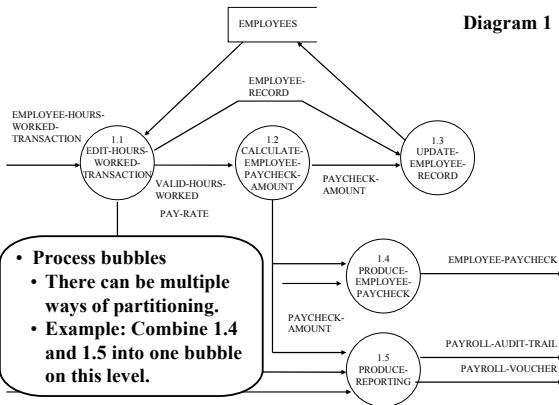 EMPLOYEES
Diagram 1
EMPLOYEE-
RECORD
EMPLOYEE-HOURS-
WORKED-
TRANSACTION
1.1
EDIT-HOURS-
WORKED-
TRANSACTION
1.2
CALCULATE-
EMPLOYEE-
PAYCHECK-
AMOUNT
1.3
UPDATE-
EMPLOYEE-
RECORD
VALID-HOURS-
WORKED
PAY-RATE
PAYCHECK-
AMOUNT
• Process bubbles
• There can be multiple
ways of partitioning.
• Example: Combine 1.4
and 1.5 into one bubble
on this level.
1.4
PRODUCE-
EMPLOYEE-
PAYCHECK
EMPLOYEE-PAYCHECK
PAYCHECK-
AMOUNT
1.5
PRODUCE-
REPORTING
PAYROLL-AUDIT-TRAIL
PAYROLL-VOUCHER